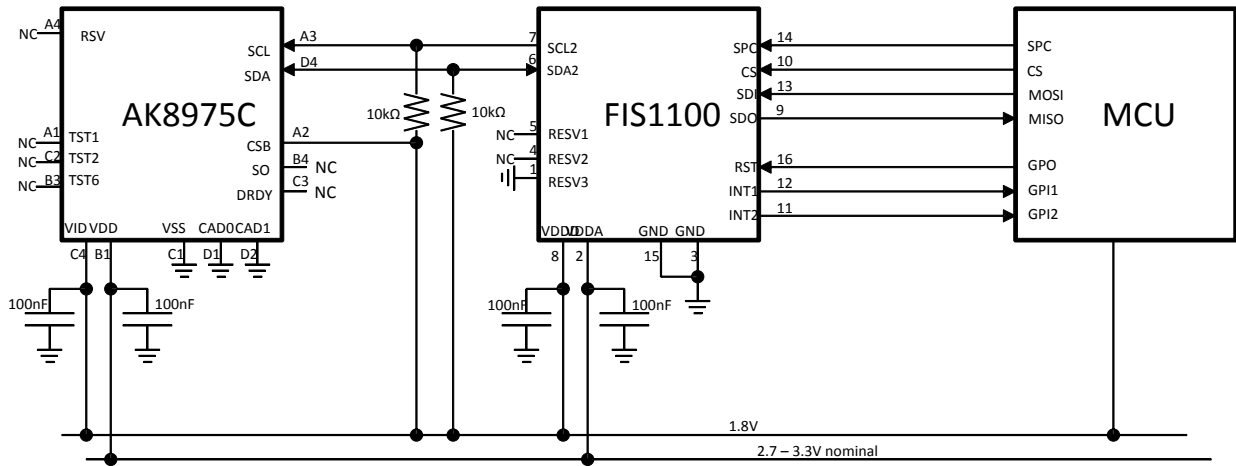 NC A4 RSV
AK8975C
SCL A3
SDA D4
NC A1 TST1
NC C2 TST2
NC B3 TST6
CSB A2
SO B4 NC
DRDY C3 NC
VID VDD VSS CAD0 CAD1
C4 B1 C1 D1 D2
100nF 100nF
10kΩ 10kΩ
FIS1100
7 SCL2
6 SDA2
NC 5 RESV1
NC 4 RESV2
1 RESV3
SPC 14
CS 10
SDI 13
SDO 9
RST 16
INT1 12
INT2 11
VDDD VDDA GND GND
8 2 15 3
100nF 100nF
MCU
SPC
CS
MOSI
MISO
GPO
GPI1
GPI2
1.8V
2.7 – 3.3V nominal